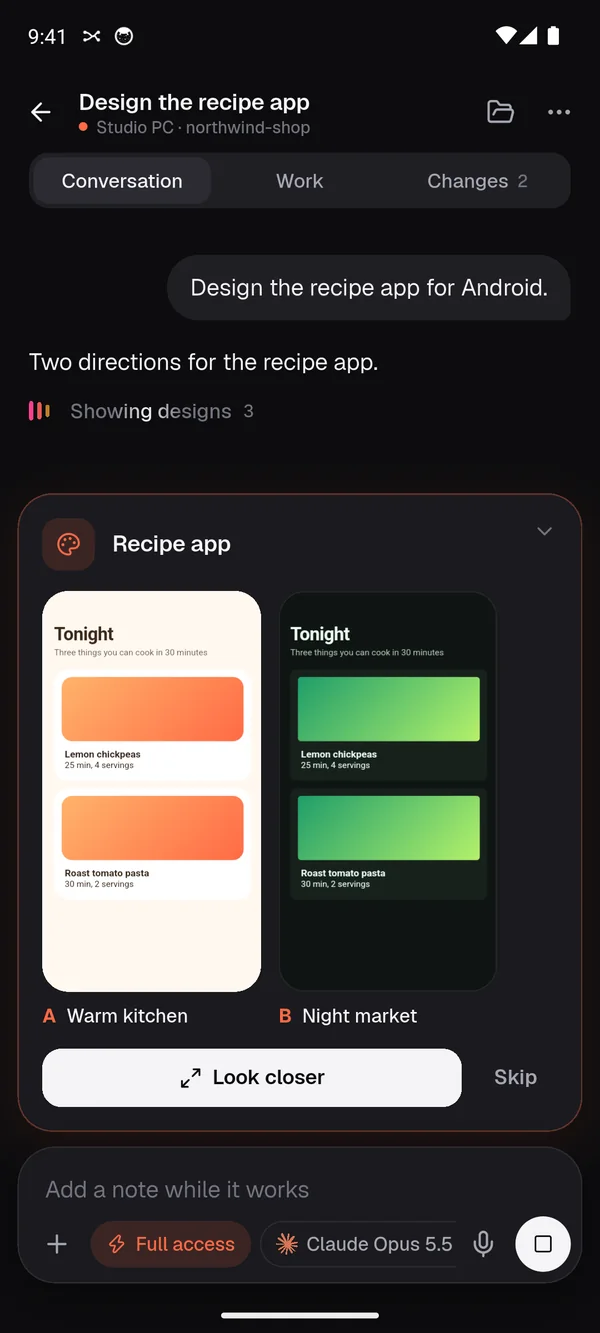 9:41
Design the recipe app
Studio PC · northwind-shop
Conversation
Work
Changes 2
Design the recipe app for Android.
Two directions for the recipe app.
Showing designs 3
Recipe app
Tonight
Three things you can cook in 30 minutes
Lemon chickpeas
25 min, 4 servings
Roast tomato pasta
30 min, 2 servings
Tonight
Three things you can cook in 30 minutes
Lemon chickpeas
25 min, 4 servings
Roast tomato pasta
30 min, 2 servings
A Warm kitchen
B Night market
Look closer
Skip
Add a note while it works
Full access
Claude Opus 5.5